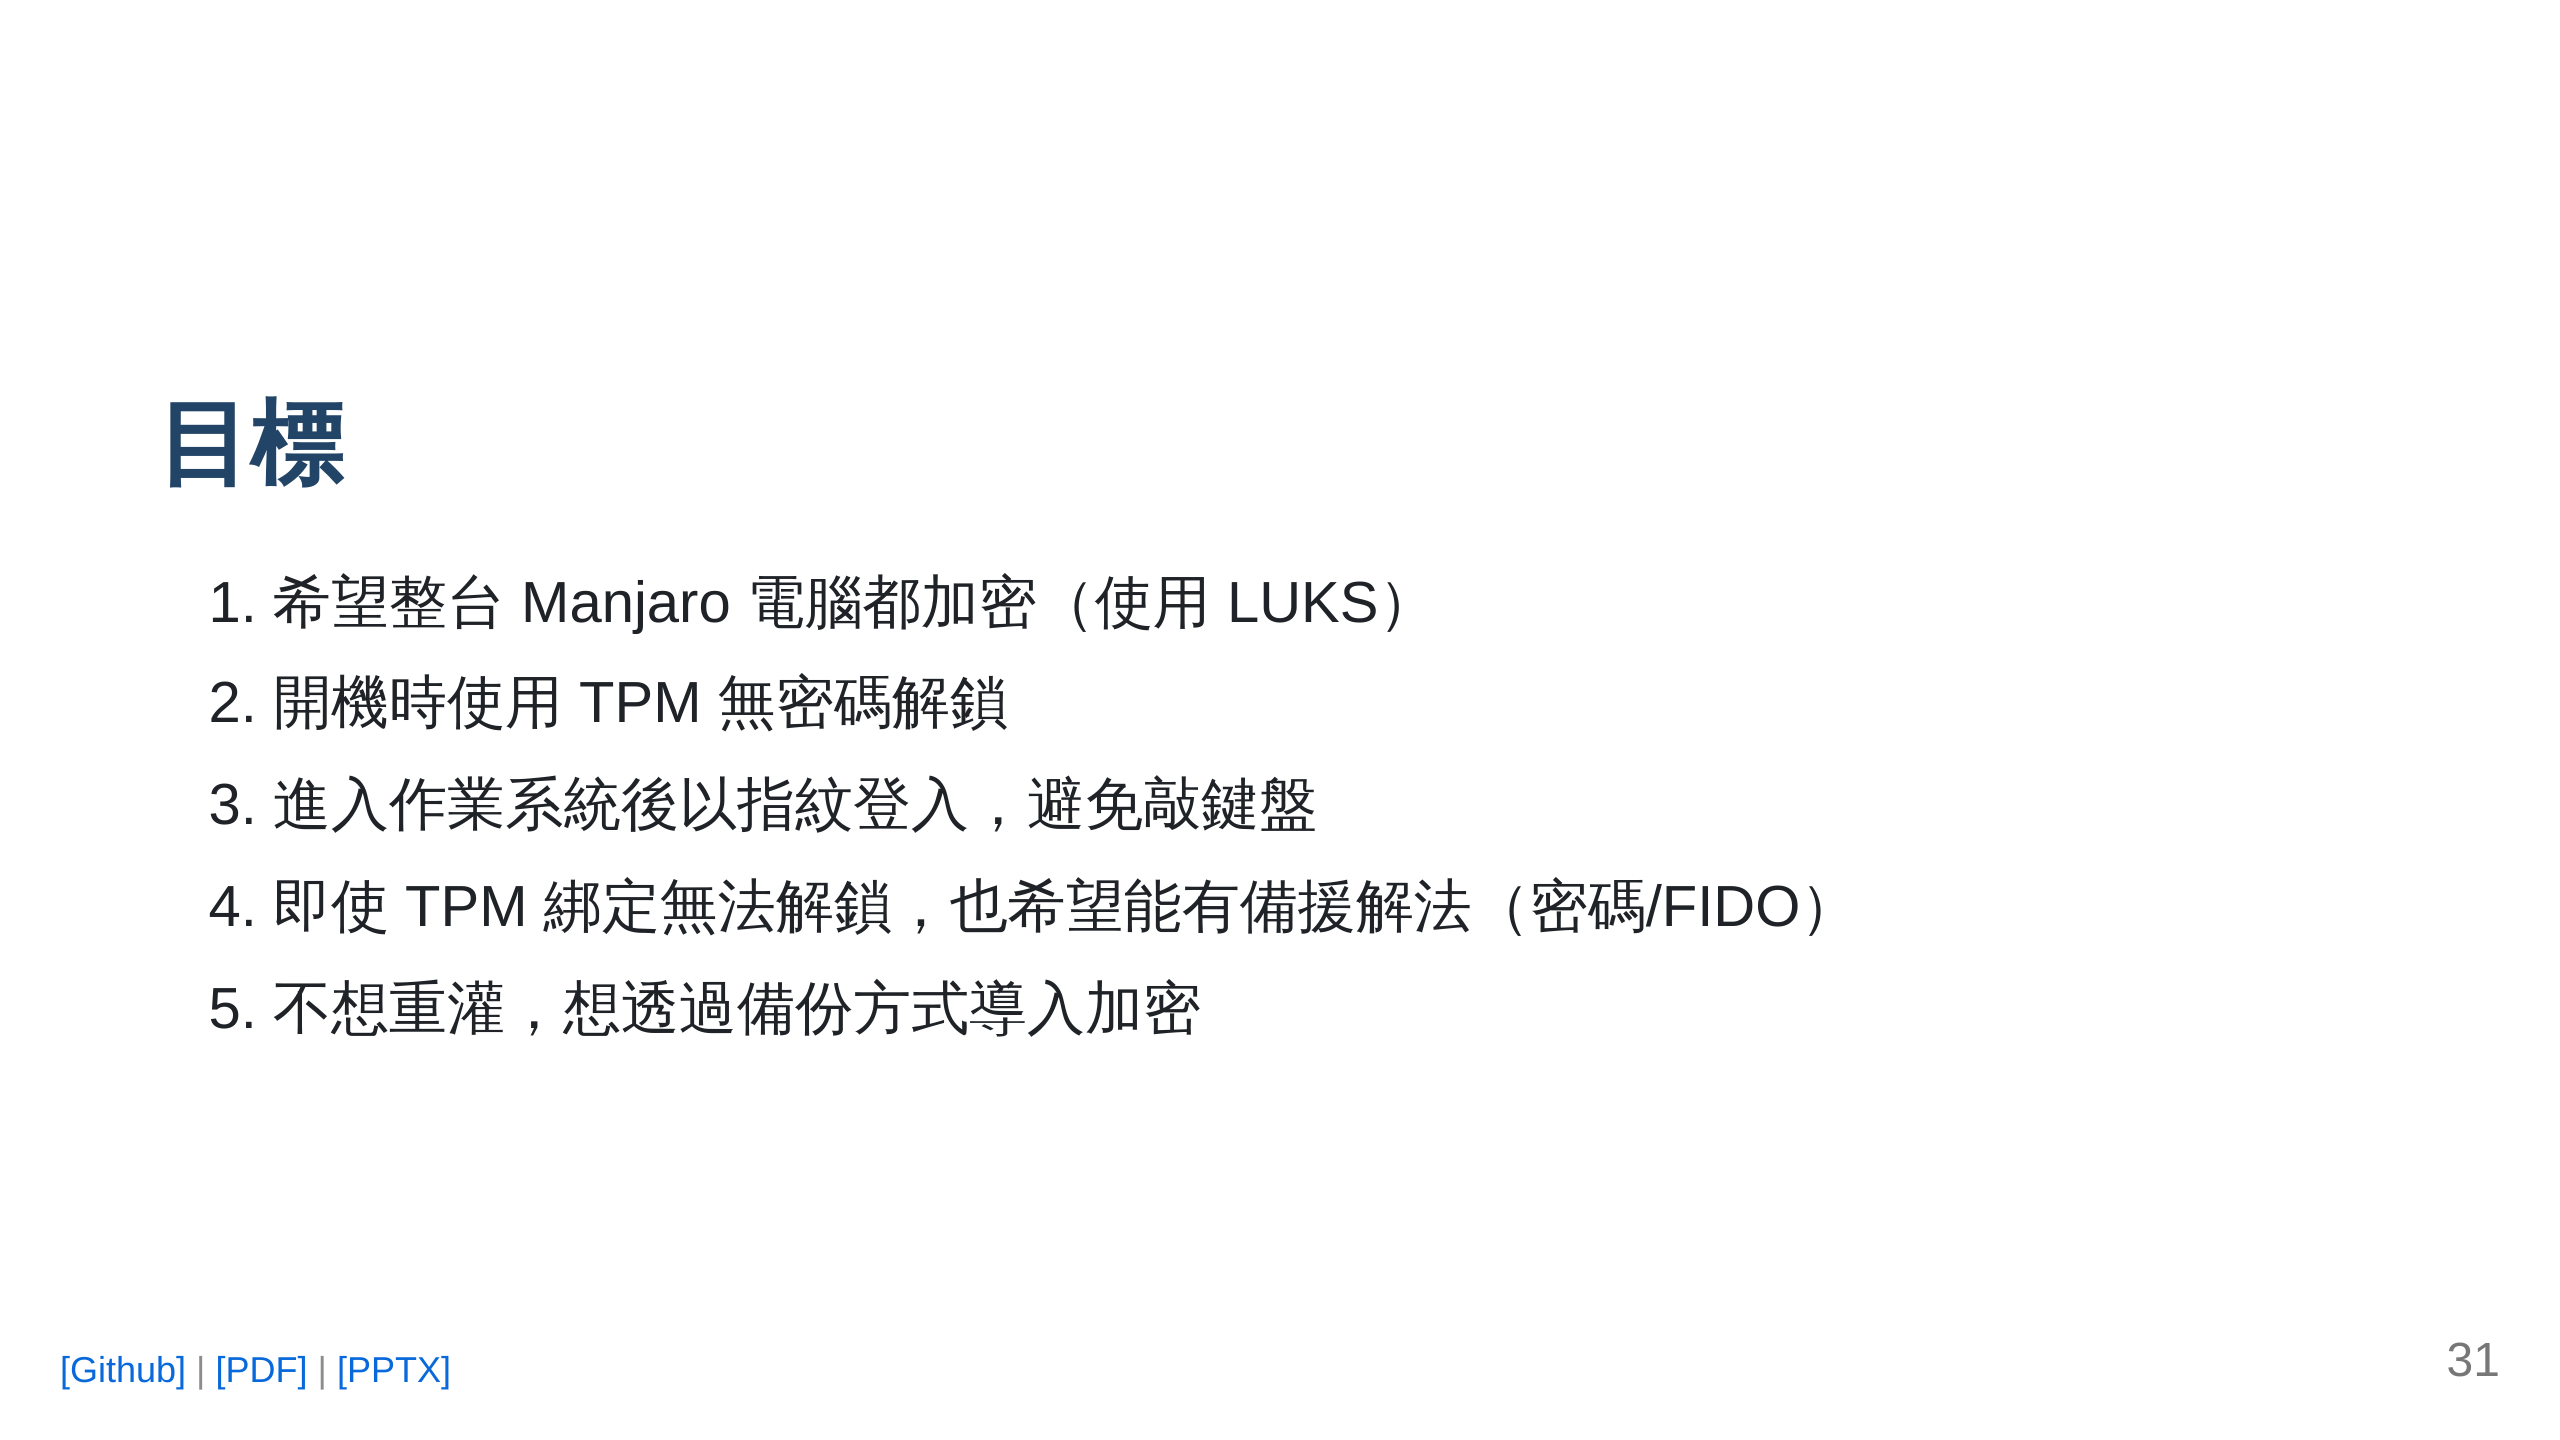 目標
1. 希望整台 Manjaro 電腦都加密（使用 LUKS）
2. 開機時使用 TPM 無密碼解鎖
3. 進入作業系統後以指紋登入，避免敲鍵盤
4. 即使 TPM 綁定無法解鎖，也希望能有備援解法（密碼/FIDO）
5. 不想重灌，想透過備份方式導入加密
[Github] | [PDF] | [PPTX]
31